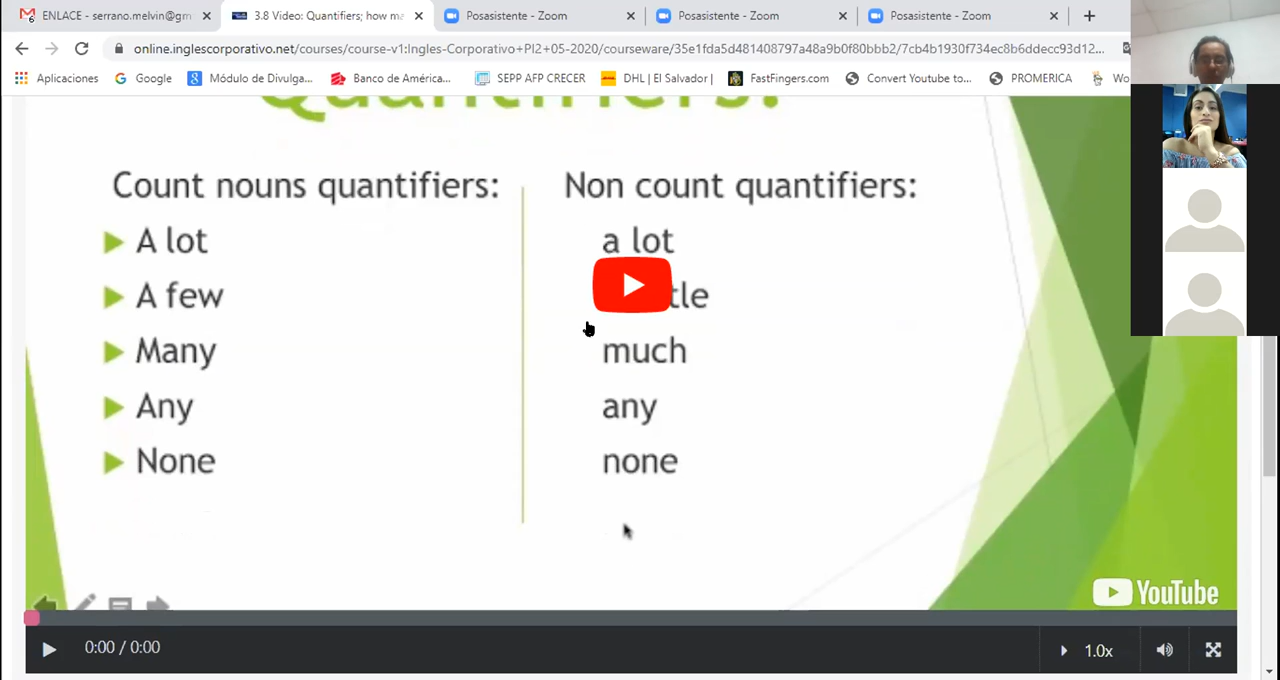 ENLACE - serrano.melvin@gm
3.8 Video: Quantifiers; how ma
Posasistente - Zoom
Posasistente - Zoom
Posasistente - Zoom
online.inglescorporativo.net/courses/course-v1:Ingles-Corporativo+PI2+05-2020/courseware/35e1fda5d481408797a48a9b0f80bbb2/7cb4b1930f734ec8b6ddecc93d12...
Aplicaciones
Google
Módulo de Divulga...
Banco de América...
SEPP AFP CRECER
DHL | El Salvador |
FastFingers.com
Convert Youtube to...
PROMERICA
Wo
Quantifiers:
Count nouns quantifiers:
A lot
A few
Many
Any
None
Non count quantifiers:
a lot
tle
much
any
none
YouTube
0:00 / 0:00
1.0x